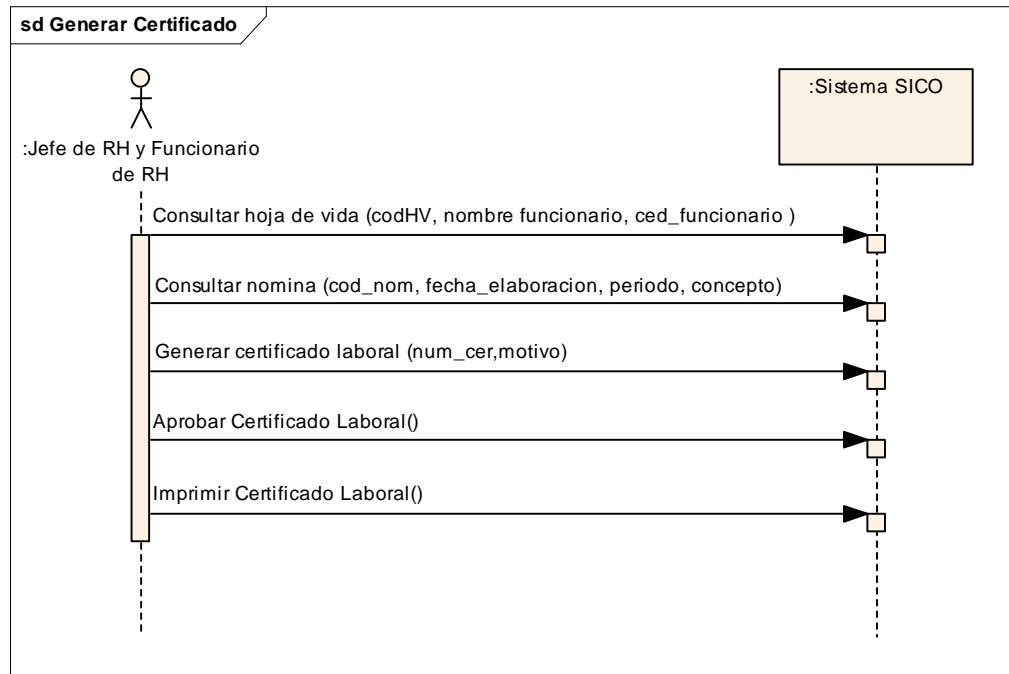 sd Generar Certificado
:Jefe de RH y Funcionario
de RH
:Sistema SICO
Consultar hoja de vida (codHV, nombre funcionario, ced_funcionario )
Consultar nomina (cod_nom, fecha_elaboracion, periodo, concepto)
Generar certificado laboral (num_cer,motivo)
Aprobar Certificado Laboral()
Imprimir Certificado Laboral()